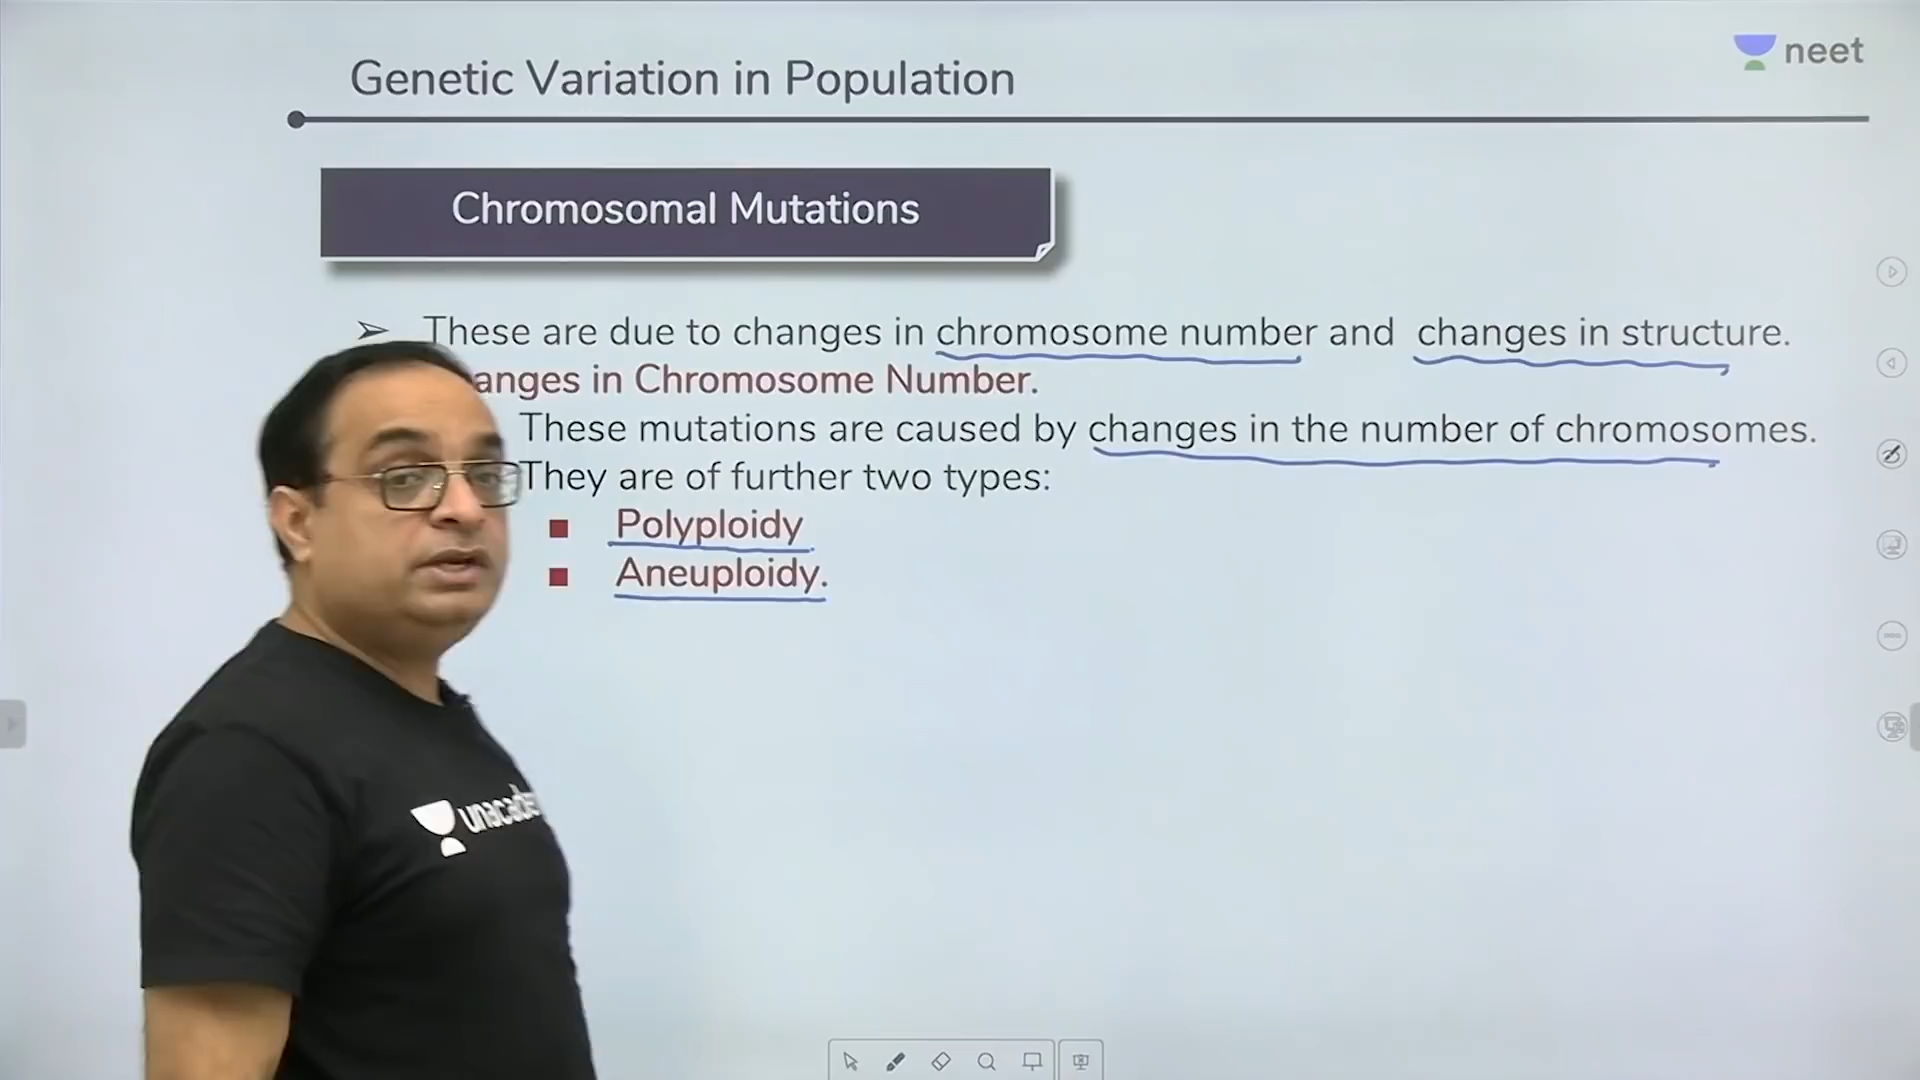 neet
Genetic Variation in Population
Chromosomal Mutations
➢ These are due to changes in chromosome number and changes in structure.
anges in Chromosome Number.
These mutations are caused by changes in the number of chromosomes.
They are of further two types:
■ Polyploidy
■ Aneuploidy.
unacade